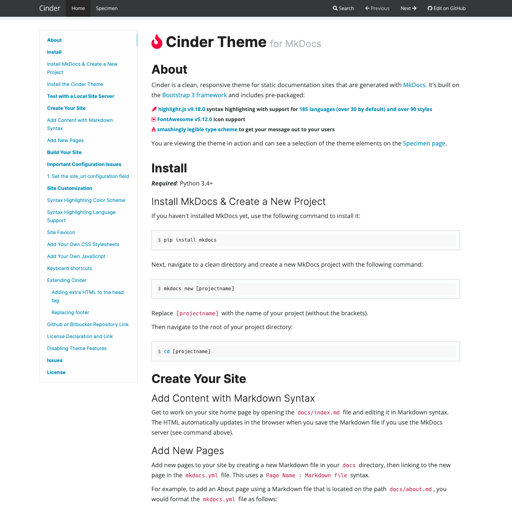 Cinder Home Specimen Search Previous Next Edit on GitHub
About
Install
Install MkDocs & Create a New
Project
Install the Cinder Theme
Test with a Local Site Server
Create Your Site
Add Content with Markdown
Syntax
Add New Pages
Build Your Site
Important Configuration Issues
1. Set the site_url configuration field
Site Customization
Syntax Highlighting Color Scheme
Syntax Highlighting Language
Support
Site Favicon
Add Your Own CSS Stylesheets
Add Your Own JavaScript
Keyboard shortcuts
Extending Cinder
Adding extra HTML to the head
tag
Replacing footer
Github or Bitbucket Repository Link
License Declaration and Link
Disabling Theme Features
Issues
License
Cinder Theme for MkDocs
About
Cinder is a clean, responsive theme for static documentation sites that are generated with MkDocs. It's built on
the Bootstrap 3 framework and includes pre-packaged:
highlight.js v9.18.0 syntax highlighting with support for 185 languages (over 30 by default) and over 90 styles
FontAwesome v5.12.0 icon support
smashingly legible type scheme to get your message out to your users
You are viewing the theme in action and can see a selection of the theme elements on the Specimen page.
Install
Required: Python 3.4+
Install MkDocs & Create a New Project
If you haven't installed MkDocs yet, use the following command to install it:
$ pip install mkdocs
Next, navigate to a clean directory and create a new MkDocs project with the following command:
$ mkdocs new [projectname]
Replace [projectname] with the name of your project (without the brackets).
Then navigate to the root of your project directory:
$ cd [projectname]
Create Your Site
Add Content with Markdown Syntax
Get to work on your site home page by opening the docs/index.md file and editing it in Markdown syntax.
The HTML automatically updates in the browser when you save the Markdown file if you use the MkDocs
server (see command above).
Add New Pages
Add new pages to your site by creating a new Markdown file in your docs directory, then linking to the new
page in the mkdocs.yml file. This uses a Page Name : Markdown file syntax.
For example, to add an About page using a Markdown file that is located on the path docs/about.md, you
would format the mkdocs.yml file as follows: